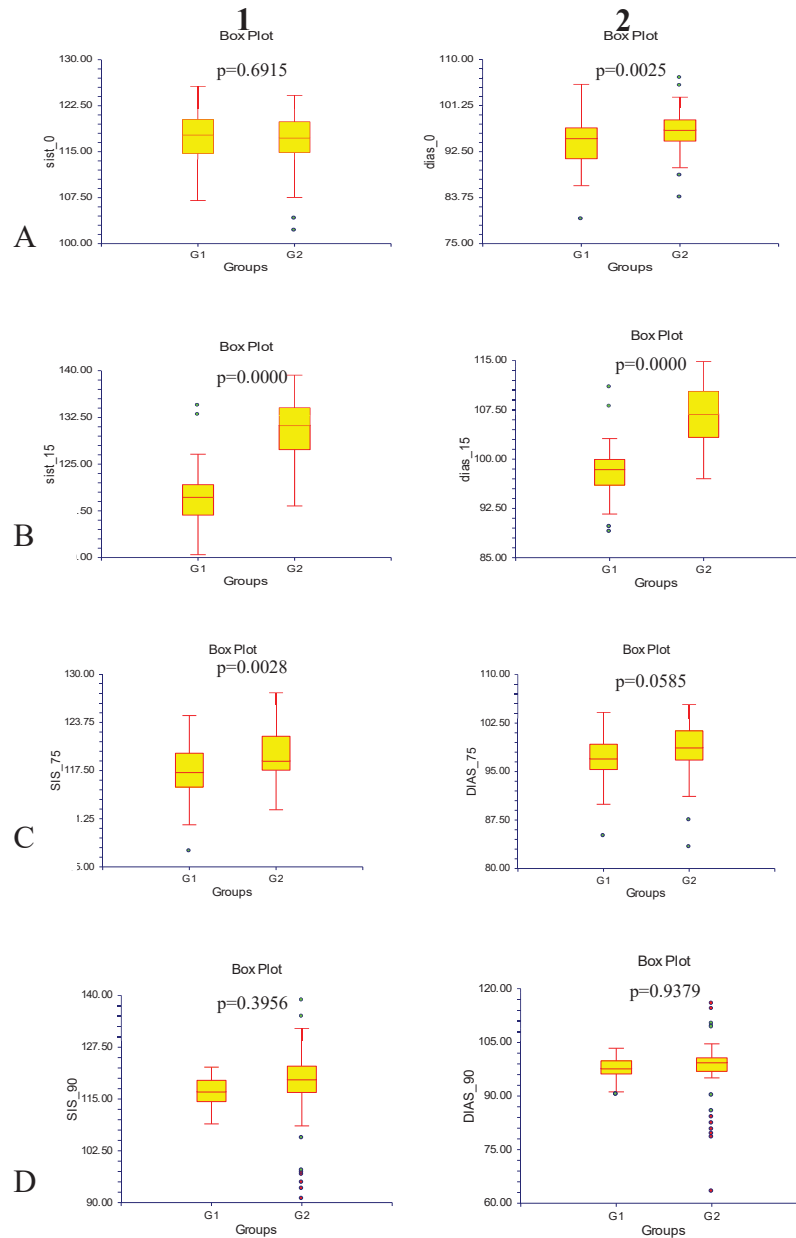 1
2
Box Plot
p=0.6915
130.00
122.50
115.00
107.50
100.00
sist_0
G1
G2
Groups
Box Plot
p=0.0025
110.00
101.25
92.50
83.75
75.00
dias_0
G1
G2
Groups
A
Box Plot
p=0.0000
140.00
132.50
125.00
.50
.00
sist_15
G1
G2
Groups
Box Plot
p=0.0000
115.00
107.50
100.00
92.50
85.00
dias_15
G1
G2
Groups
B
Box Plot
p=0.0028
130.00
123.75
117.50
.25
5.00
SIS_75
G1
G2
Groups
Box Plot
p=0.0585
110.00
102.50
95.00
87.50
80.00
DIAS_75
G1
G2
Groups
C
Box Plot
p=0.3956
140.00
127.50
115.00
102.50
90.00
SIS_90
G1
G2
Groups
Box Plot
p=0.9379
120.00
105.00
90.00
75.00
60.00
DIAS_90
G1
G2
Groups
D